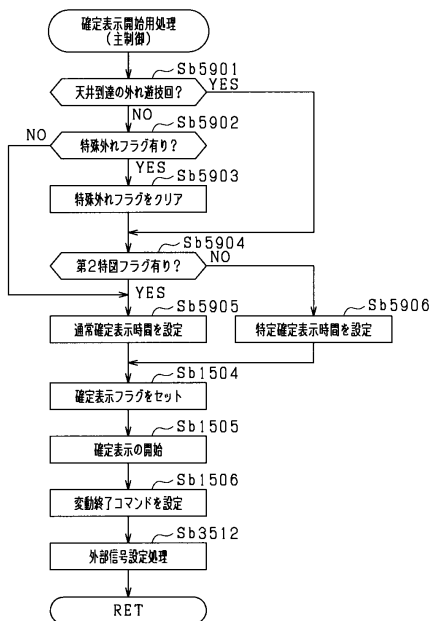 確定表示開始用処理
(主制御)
Sb5901
天井到達の外れ遊技回?
YES
NO
Sb5902
NO
特殊外れフラグ有り?
YES
Sb5903
特殊外れフラグをクリア
Sb5904
第2特図フラグ有り?
NO
YES
Sb5905
Sb5906
通常確定表示時間を設定
特定確定表示時間を設定
Sb1504
確定表示フラグをセット
Sb1505
確定表示の開始
Sb1506
変動終了コマンドを設定
Sb3512
外部信号設定処理
RET